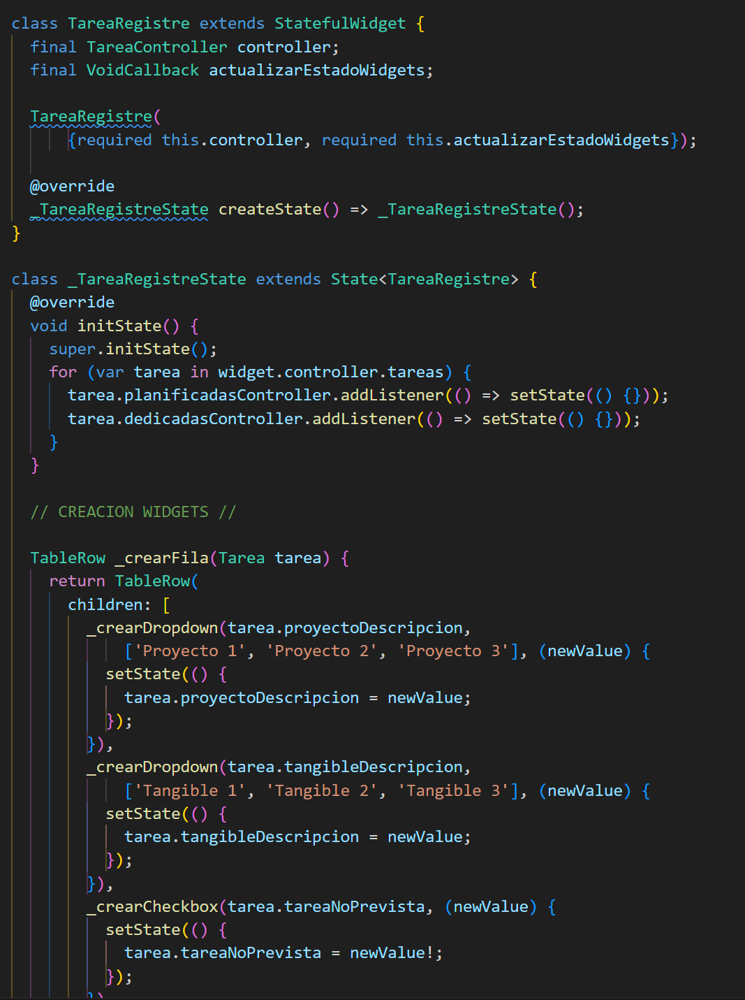 class TareaRegistre extends StatefulWidget {
  final TareaController controller;
  final VoidCallback actualizarEstadoWidgets;

  TareaRegistre(
      {required this.controller, required this.actualizarEstadoWidgets});

  @override
  _TareaRegistreState createState() => _TareaRegistreState();
}

class _TareaRegistreState extends State<TareaRegistre> {
  @override
  void initState() {
    super.initState();
    for (var tarea in widget.controller.tareas) {
      tarea.planificadasController.addListener(() => setState(() {}));
      tarea.dedicadasController.addListener(() => setState(() {}));
    }
  }

  // CREACION WIDGETS //

  TableRow _crearFila(Tarea tarea) {
    return TableRow(
      children: [
        _crearDropdown(tarea.proyectoDescripcion,
            ['Proyecto 1', 'Proyecto 2', 'Proyecto 3'], (newValue) {
          setState(() {
            tarea.proyectoDescripcion = newValue;
          });
        }),
        _crearDropdown(tarea.tangibleDescripcion,
            ['Tangible 1', 'Tangible 2', 'Tangible 3'], (newValue) {
          setState(() {
            tarea.tangibleDescripcion = newValue;
          });
        }),
        _crearCheckbox(tarea.tareaNoPrevista, (newValue) {
          setState(() {
            tarea.tareaNoPrevista = newValue!;
          });
        })